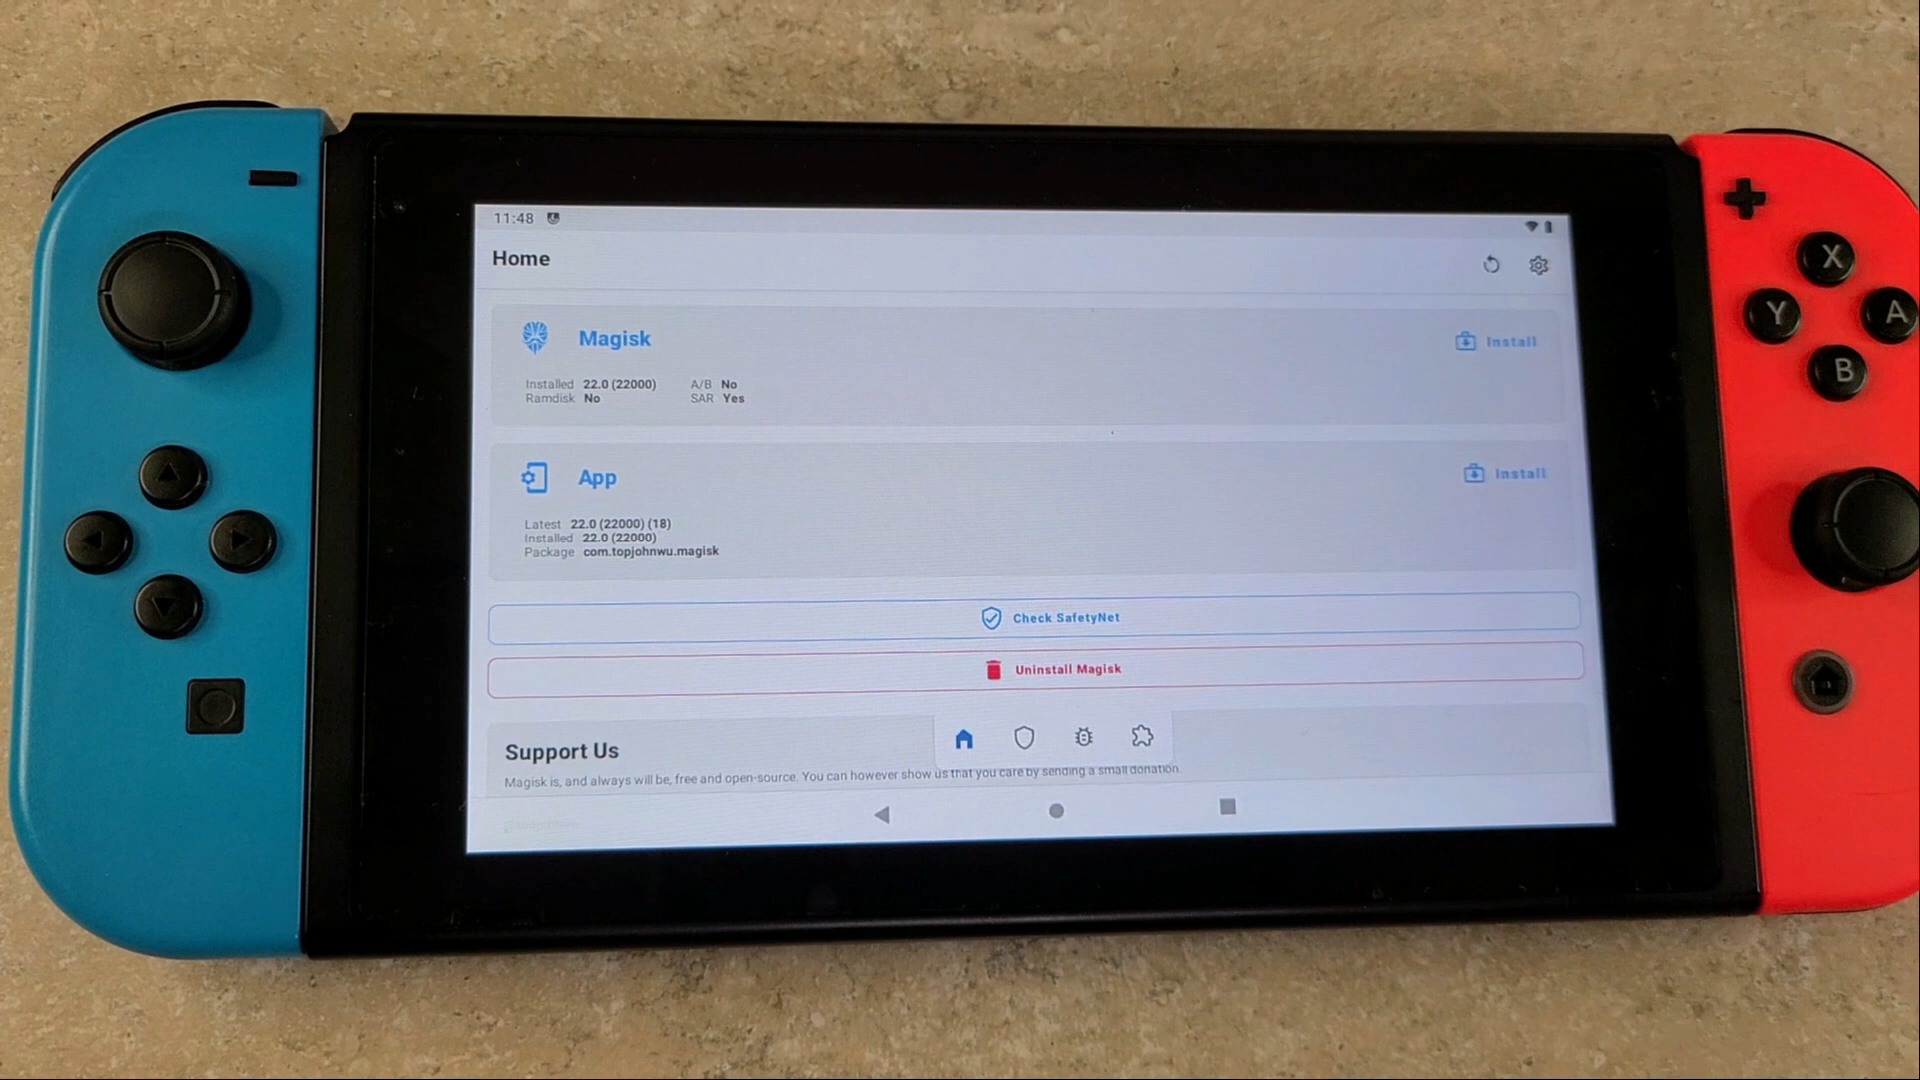 11:48
Home
Magisk
Install
Installed 22.0 (22000) A/B No
Ramdisk No SAR Yes
App
Install
Latest 22.0 (22000) (18)
Installed 22.0 (22000)
Package com.topjohnwu.magisk
Check SafetyNet
Uninstall Magisk
Support Us
Magisk is, and always will be, free and open-source. You can however show us that you care by sending a small donation.
X
Y
A
B